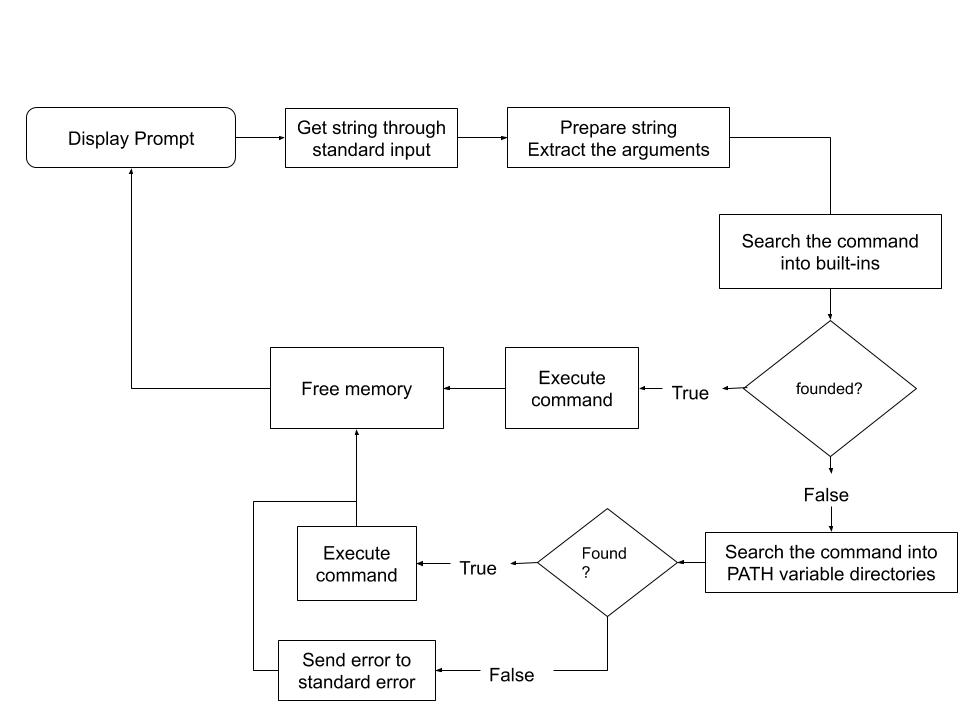 Display Prompt
Get string through
standard input
Prepare string
Extract the arguments
Search the command
into built-ins
founded?
True
Execute
command
Free memory
False
Search the command into
PATH variable directories
Found
?
True
Execute
command
False
Send error to
standard error